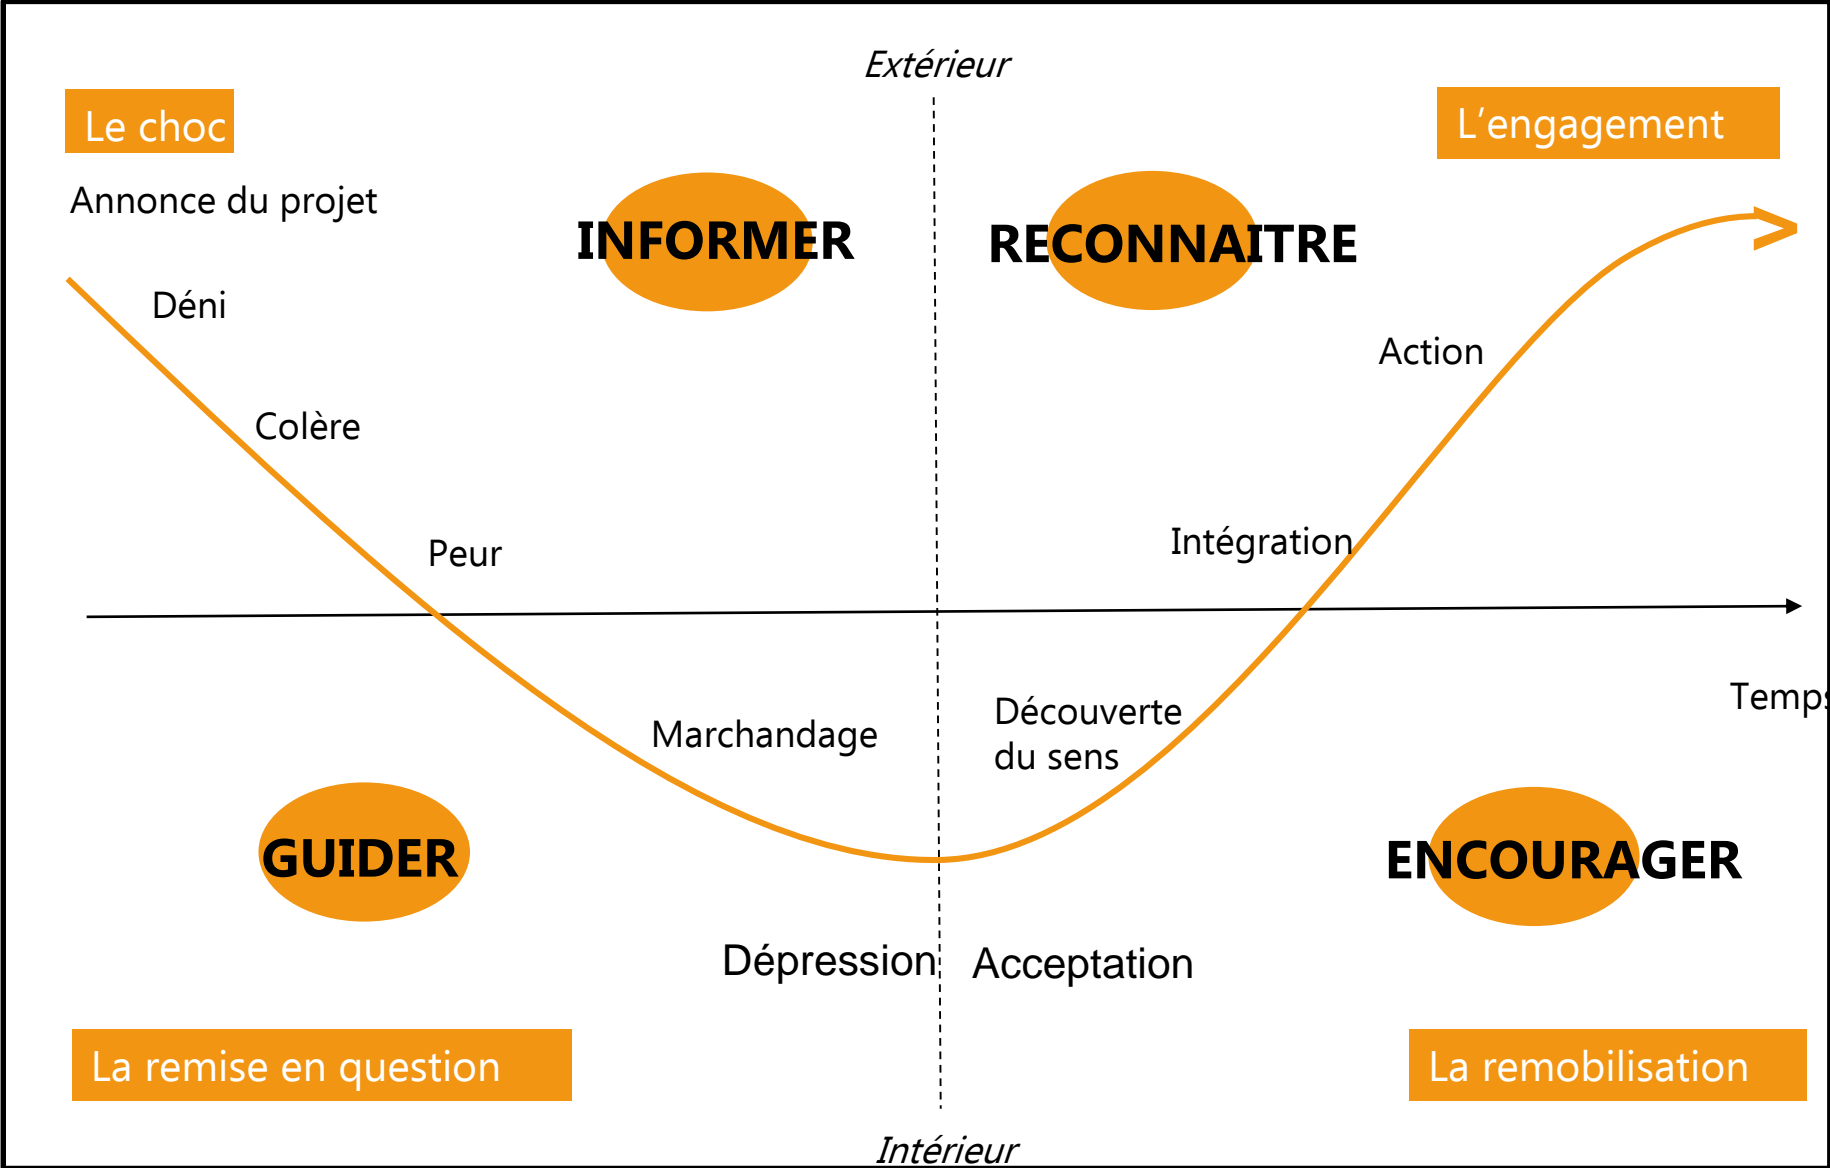 Extérieur
Le choc
L'engagement
Annonce du projet
INFORMER
RECONNAITRE
Déni
Action
Colère
Intégration
Peur
Temps
Découverte
du sens
Marchandage
GUIDER
ENCOURAGER
Dépression
Acceptation
La remise en question
La remobilisation
Intérieur